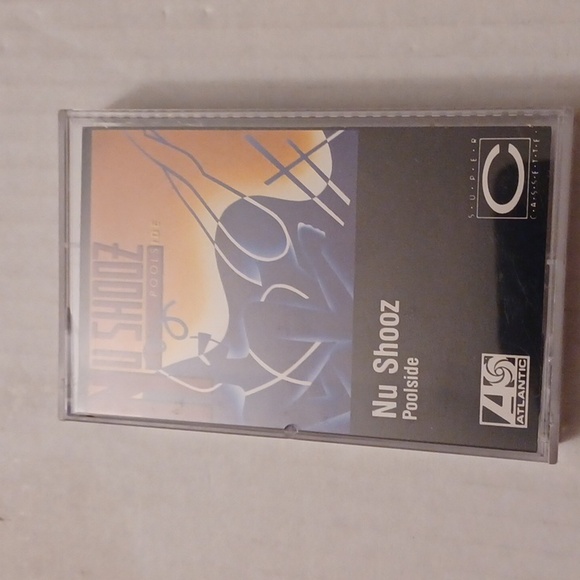 NU SHOOZ
POOLSIDE
Nu Shooz
Poolside
ATLANTIC
SUPER
C
CASSETTE